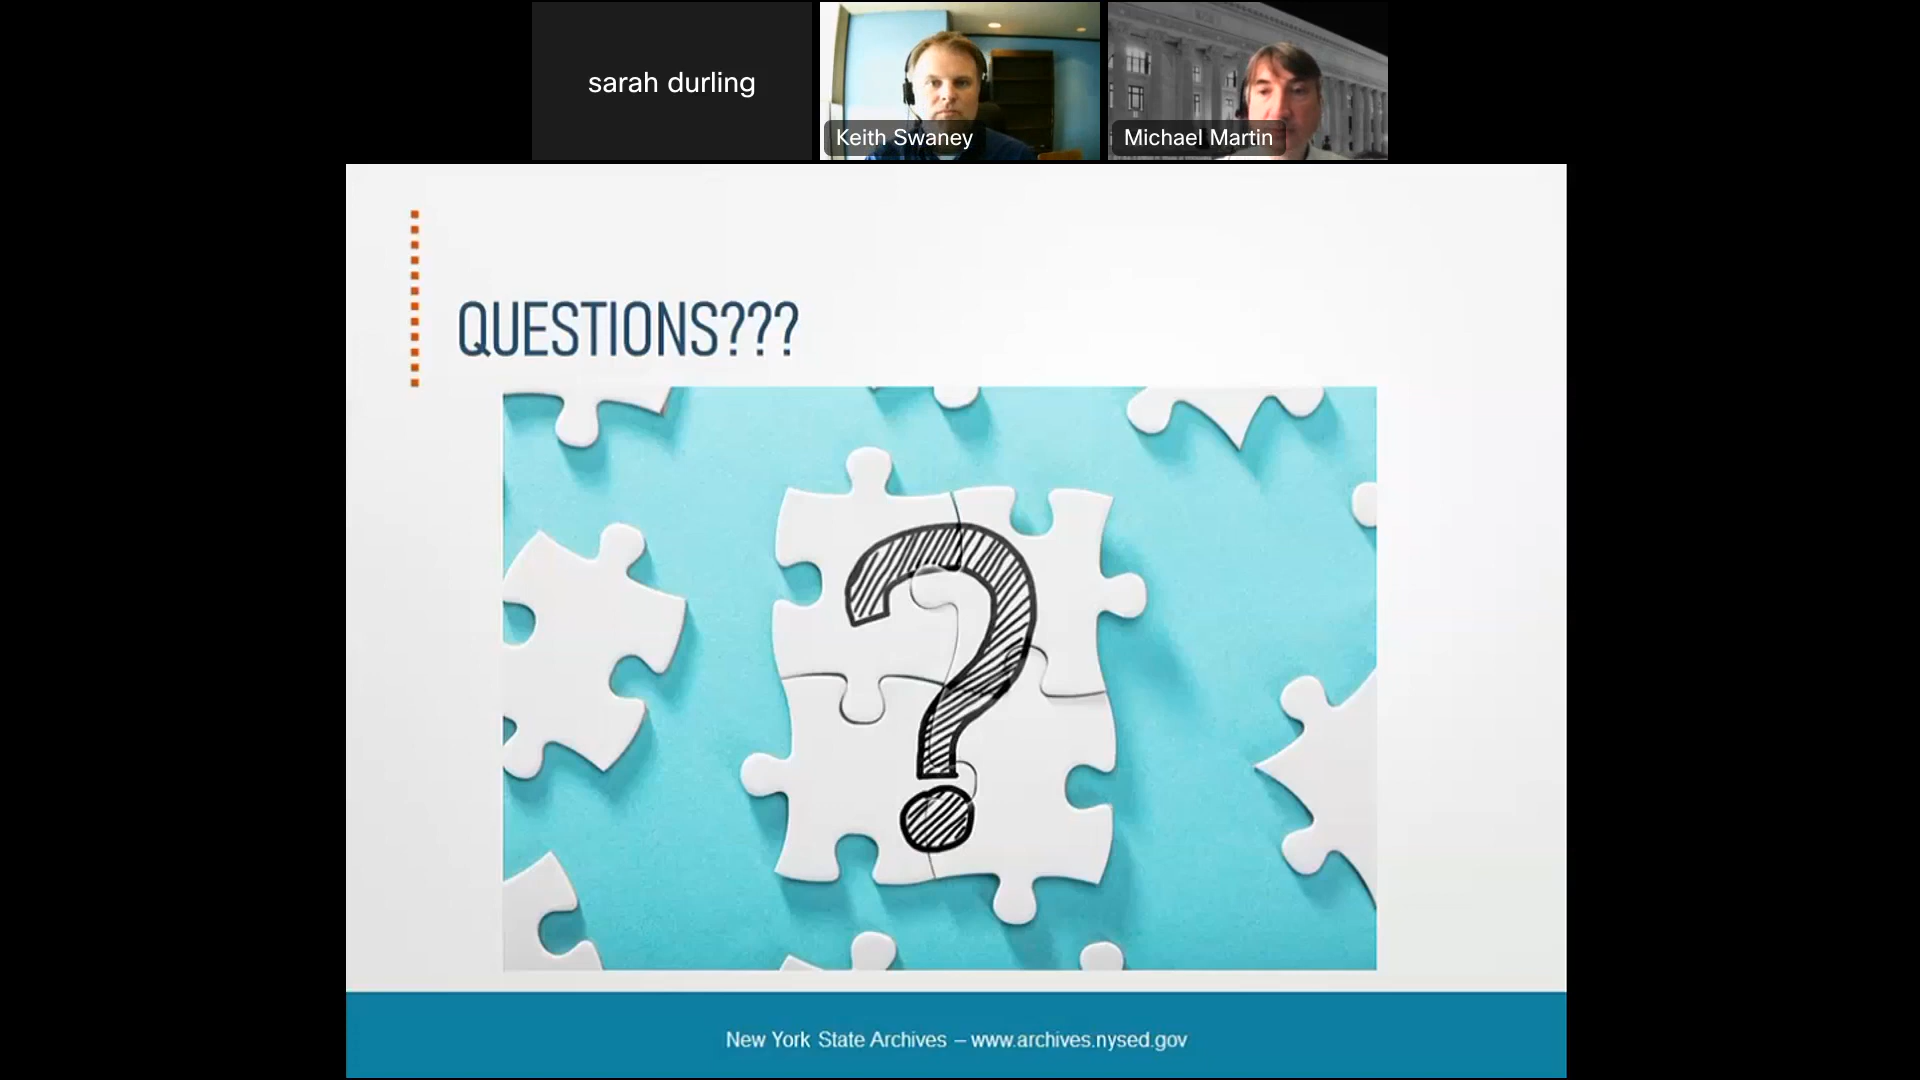 sarah durling
Keith Swaney
Michael Martin
QUESTIONS???
?
New York State Archives – www.archives.nysed.gov